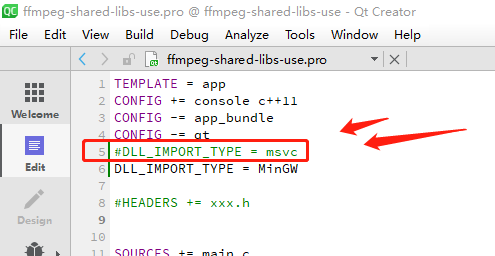 QC ffmpeg-shared-libs-use.pro @ ffmpeg-shared-libs-use - Qt Creator
File Edit Build Debug Analyze Tools Window Help
ffmpeg-shared-libs-use.pro
1 TEMPLATE = app
2 CONFIG += console c++11
3 CONFIG -= app_bundle
4 CONFIG -= qt
5 #DLL_IMPORT_TYPE = msvc
6 DLL_IMPORT_TYPE = MinGW
7
8 #HEADERS += xxx.h
9
10
11 SOURCES += main.c
Welcome
Edit
Design